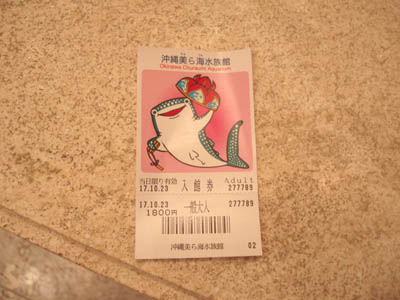 沖縄美ら海水族館
Okinawa Churaumi Aquarium
当日限り有効 入館券 Adult
17.10.23 277789
17.10.23 一般大人 277789
1800円
沖縄美ら海水族館 02